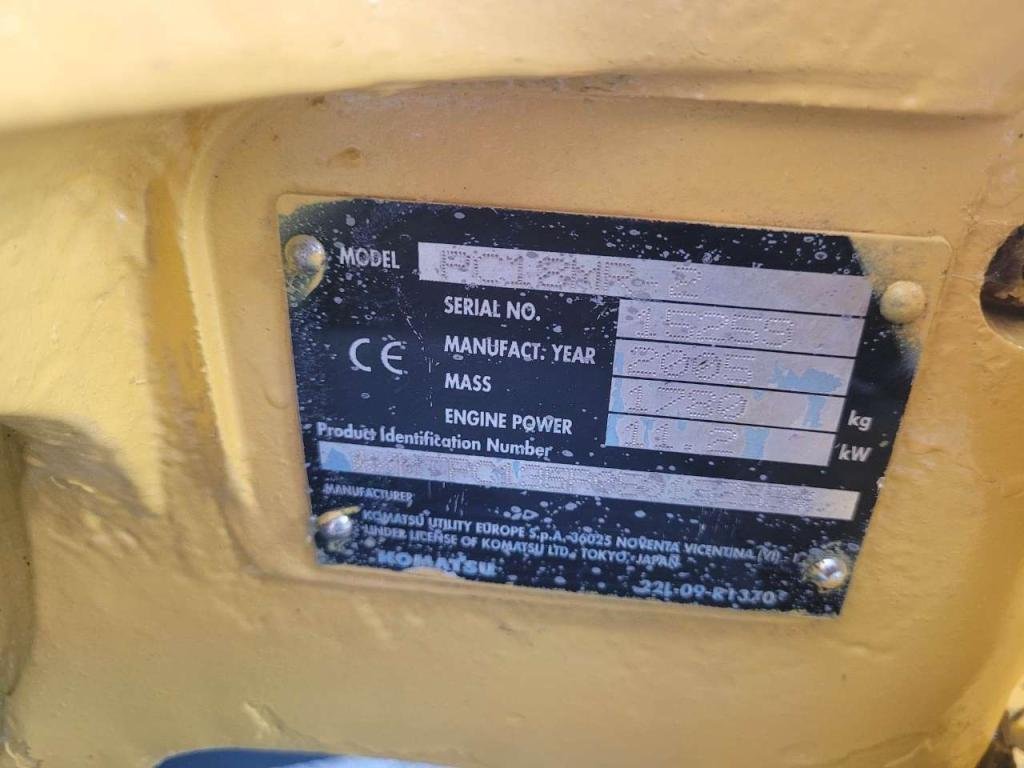 MODEL PC18MR-2
SERIAL NO. 15259
CE
MANUFACT. YEAR 2005
MASS 1780 kg
ENGINE POWER 11.2 kW
Product Identification Number
MANUFACTURER
KOMATSU UTILITY EUROPE S.p.A. 36025 NOVENTA VICENTINA (VI)
UNDER LICENSE OF KOMATSU LTD., TOKYO, JAPAN
KOMATSU
22L-09-R1370